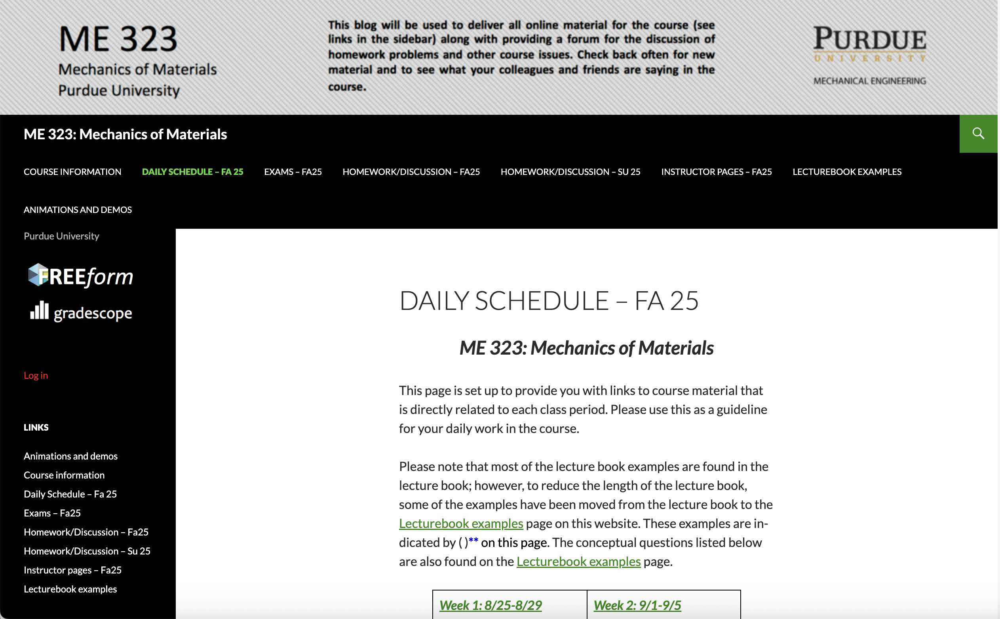 ME 323
Mechanics of Materials
Purdue University
This blog will be used to deliver all online material for the course (see
links in the sidebar) along with providing a forum for the discussion of
homework problems and other course issues. Check back often for new
material and to see what your colleagues and friends are saying in the
course.
PURDUE
UNIVERSITY
MECHANICAL ENGINEERING
ME 323: Mechanics of Materials
COURSE INFORMATION DAILY SCHEDULE – FA 25 EXAMS – FA25 HOMEWORK/DISCUSSION – FA25 HOMEWORK/DISCUSSION – SU 25 INSTRUCTOR PAGES – FA25 LECTUREBOOK EXAMPLES
ANIMATIONS AND DEMOS
Purdue University
FREEform
gradescope
Log in
LINKS
Animations and demos
Course information
Daily Schedule – Fa 25
Exams – Fa25
Homework/Discussion – Fa25
Homework/Discussion – Su 25
Instructor pages – Fa25
Lecturebook examples
DAILY SCHEDULE – FA 25
ME 323: Mechanics of Materials
This page is set up to provide you with links to course material that
is directly related to each class period. Please use this as a guideline
for your daily work in the course.
Please note that most of the lecture book examples are found in the
lecture book; however, to reduce the length of the lecture book,
some of the examples have been moved from the lecture book to the
Lecturebook examples page on this website. These examples are in-
dicated by ( )** on this page. The conceptual questions listed below
are also found on the Lecturebook examples page.
Week 1: 8/25-8/29 Week 2: 9/1-9/5